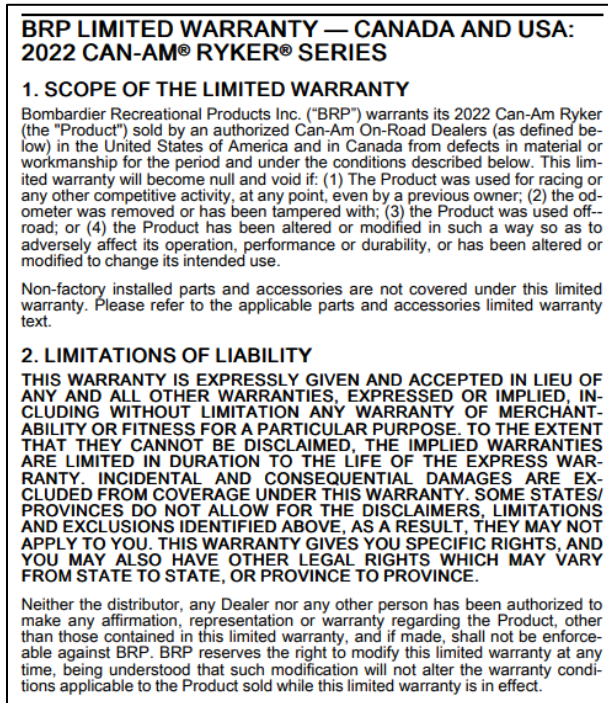 BRP LIMITED WARRANTY — CANADA AND USA:
2022 CAN-AM® RYKER® SERIES
1. SCOPE OF THE LIMITED WARRANTY
Bombardier Recreational Products Inc. (“BRP”) warrants its 2022 Can-Am Ryker
(the "Product") sold by an authorized Can-Am On-Road Dealers (as defined be-
low) in the United States of America and in Canada from defects in material or
workmanship for the period and under the conditions described below. This lim-
ited warranty will become null and void if: (1) The Product was used for racing or
any other competitive activity, at any point, even by a previous owner; (2) the od-
ometer was removed or has been tampered with; (3) the Product was used off--
road; or (4) the Product has been altered or modified in such a way so as to
adversely affect its operation, performance or durability, or has been altered or
modified to change its intended use.
Non-factory installed parts and accessories are not covered under this limited
warranty. Please refer to the applicable parts and accessories limited warranty
text.
2. LIMITATIONS OF LIABILITY
THIS WARRANTY IS EXPRESSLY GIVEN AND ACCEPTED IN LIEU OF
ANY AND ALL OTHER WARRANTIES, EXPRESSED OR IMPLIED, IN-
CLUDING WITHOUT LIMITATION ANY WARRANTY OF MERCHANT-
ABILITY OR FITNESS FOR A PARTICULAR PURPOSE. TO THE EXTENT
THAT THEY CANNOT BE DISCLAIMED, THE IMPLIED WARRANTIES
ARE LIMITED IN DURATION TO THE LIFE OF THE EXPRESS WAR-
RANTY. INCIDENTAL AND CONSEQUENTIAL DAMAGES ARE EX-
CLUDED FROM COVERAGE UNDER THIS WARRANTY. SOME STATES/
PROVINCES DO NOT ALLOW FOR THE DISCLAIMERS, LIMITATIONS
AND EXCLUSIONS IDENTIFIED ABOVE, AS A RESULT, THEY MAY NOT
APPLY TO YOU. THIS WARRANTY GIVES YOU SPECIFIC RIGHTS, AND
YOU MAY ALSO HAVE OTHER LEGAL RIGHTS WHICH MAY VARY
FROM STATE TO STATE, OR PROVINCE TO PROVINCE.
Neither the distributor, any Dealer nor any other person has been authorized to
make any affirmation, representation or warranty regarding the Product, other
than those contained in this limited warranty, and if made, shall not be enforce-
able against BRP. BRP reserves the right to modify this limited warranty at any
time, being understood that such modification will not alter the warranty condi-
tions applicable to the Product sold while this limited warranty is in effect.